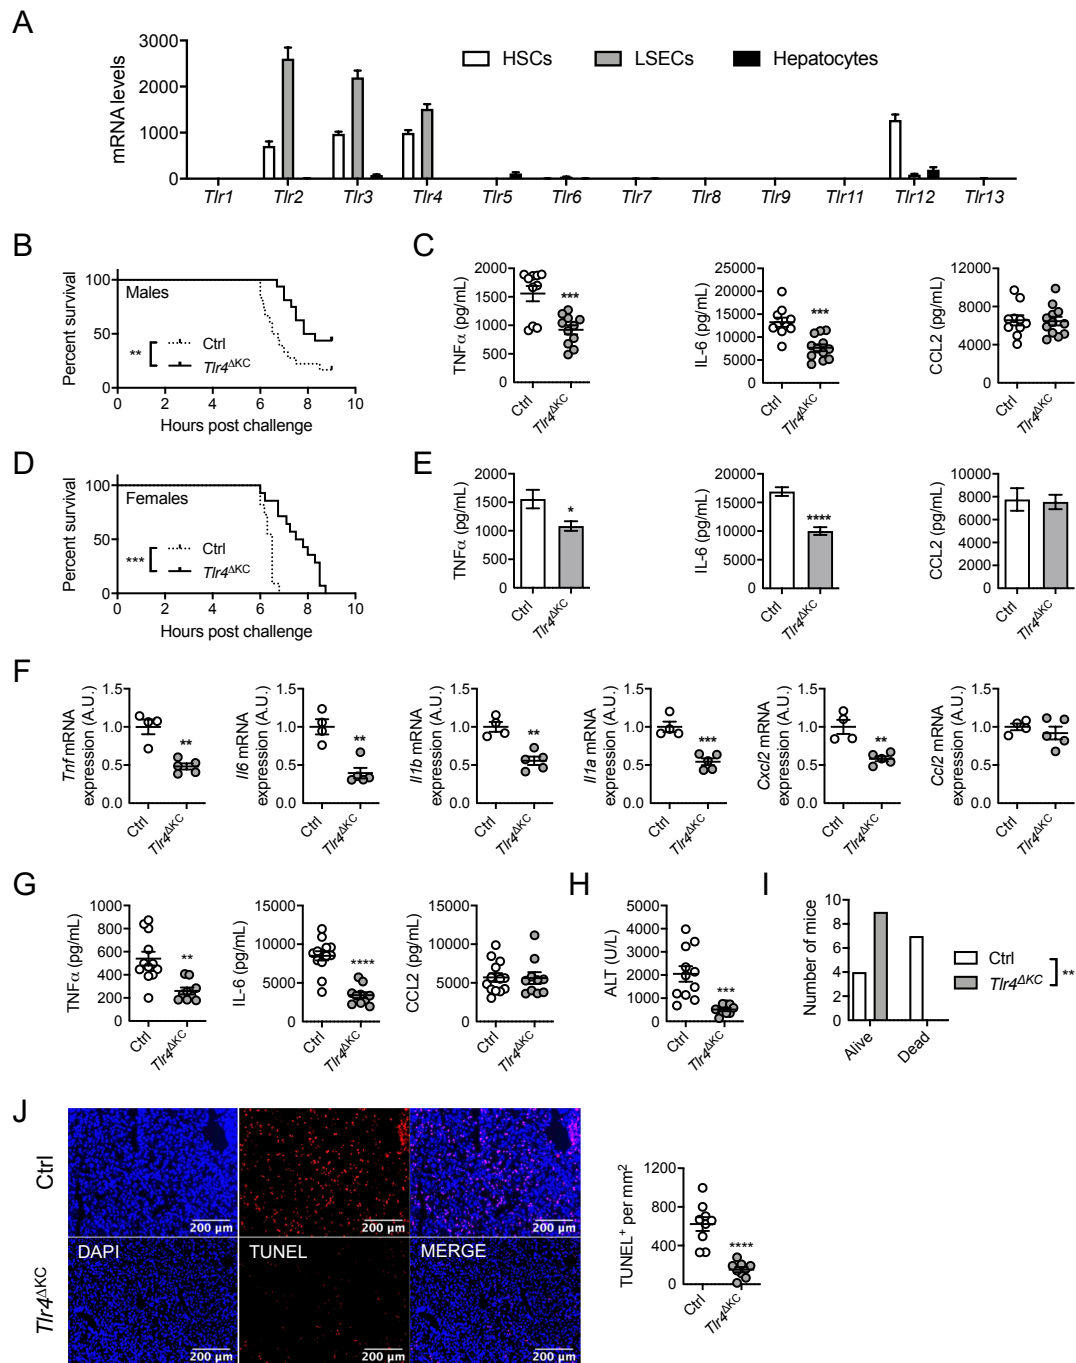 A
3000
2000
1000
0
mRNA levels
HSCs LSECs Hepatocytes
Tlr1 Tlr2 Tlr3 Tlr4 Tlr5 Tlr6 Tlr7 Tlr8 Tlr9 Tlr11 Tlr12 Tlr13
B
Percent survival
100
50
0
Males
Ctrl
Tlr4ΔKC
**
0 2 4 6 8 10
Hours post challenge
C
TNFα (pg/mL)
2000
1500
1000
500
0
***
Ctrl
Tlr4ΔKC
IL-6 (pg/mL)
25000
20000
15000
10000
5000
0
***
Ctrl
Tlr4ΔKC
CCL2 (pg/mL)
12000
8000
4000
0
Ctrl
Tlr4ΔKC
D
Percent survival
100
50
0
Females
Ctrl
Tlr4ΔKC
***
0 2 4 6 8 10
Hours post challenge
E
TNFα (pg/mL)
2000
1500
1000
500
0
*
Ctrl
Tlr4ΔKC
IL-6 (pg/mL)
20000
15000
10000
5000
0
****
Ctrl
Tlr4ΔKC
CCL2 (pg/mL)
10000
8000
6000
4000
2000
0
Ctrl
Tlr4ΔKC
F
Tnf mRNA
expression (A.U.)
1.5
1.0
0.5
0.0
**
Ctrl
Tlr4ΔKC
Il6 mRNA
expression (A.U.)
1.5
1.0
0.5
0.0
**
Ctrl
Tlr4ΔKC
Il1b mRNA
expression (A.U.)
1.5
1.0
0.5
0.0
**
Ctrl
Tlr4ΔKC
Il1a mRNA
expression (A.U.)
1.5
1.0
0.5
0.0
***
Ctrl
Tlr4ΔKC
Cxcl2 mRNA
expression (A.U.)
1.5
1.0
0.5
0.0
**
Ctrl
Tlr4ΔKC
Ccl2 mRNA
expression (A.U.)
1.5
1.0
0.5
0.0
Ctrl
Tlr4ΔKC
G
TNFα (pg/mL)
1000
800
600
400
200
0
**
Ctrl
Tlr4ΔKC
IL-6 (pg/mL)
15000
10000
5000
0
****
Ctrl
Tlr4ΔKC
CCL2 (pg/mL)
15000
10000
5000
0
Ctrl
Tlr4ΔKC
H
ALT (U/L)
5000
4000
3000
2000
1000
0
***
Ctrl
Tlr4ΔKC
I
Number of mice
10
8
6
4
2
0
Alive
Dead
Ctrl
Tlr4ΔKC
**
J
Ctrl
200 µm
200 µm
200 µm
Tlr4ΔKC
DAPI
TUNEL
MERGE
200 µm
200 µm
200 µm
TUNEL+ per mm2
1200
800
400
0
****
Ctrl
Tlr4ΔKC